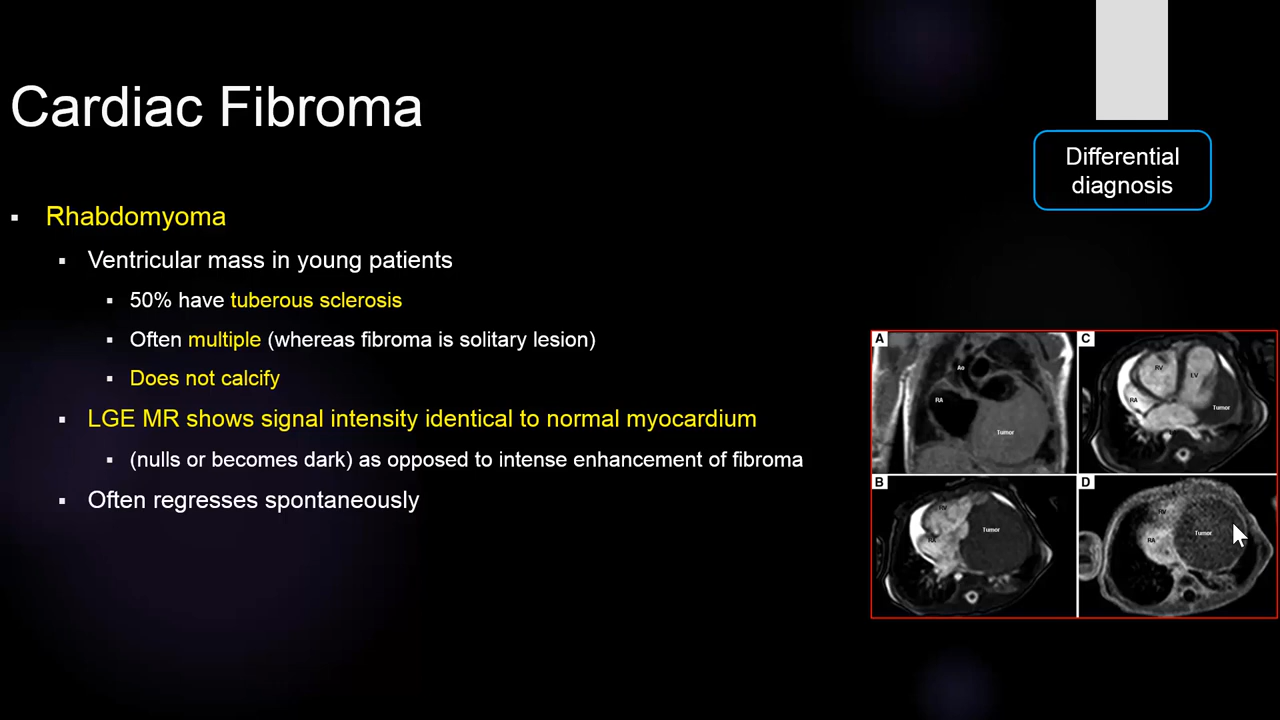 Cardiac Fibroma
Differential
diagnosis
Rhabdomyoma
Ventricular mass in young patients
50% have tuberous sclerosis
Often multiple (whereas fibroma is solitary lesion)
Does not calcify
LGE MR shows signal intensity identical to normal myocardium
(nulls or becomes dark) as opposed to intense enhancement of fibroma
Often regresses spontaneously
A
Ao
RA
Tumor
C
RV
LV
RA
Tumor
B
RV
RA
Tumor
D
RV
RA
Tumor